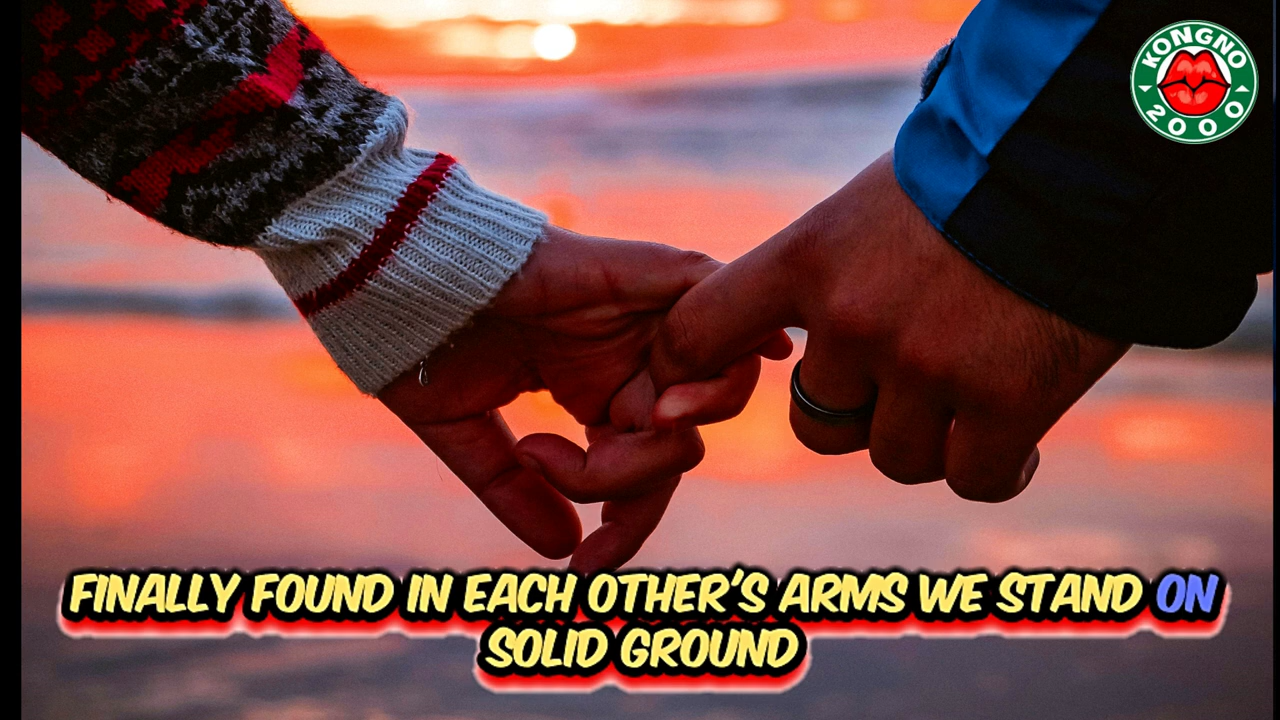 KONGNO
2000
FINALLY FOUND IN EACH OTHER'S ARMS WE STAND ON
SOLID GROUND